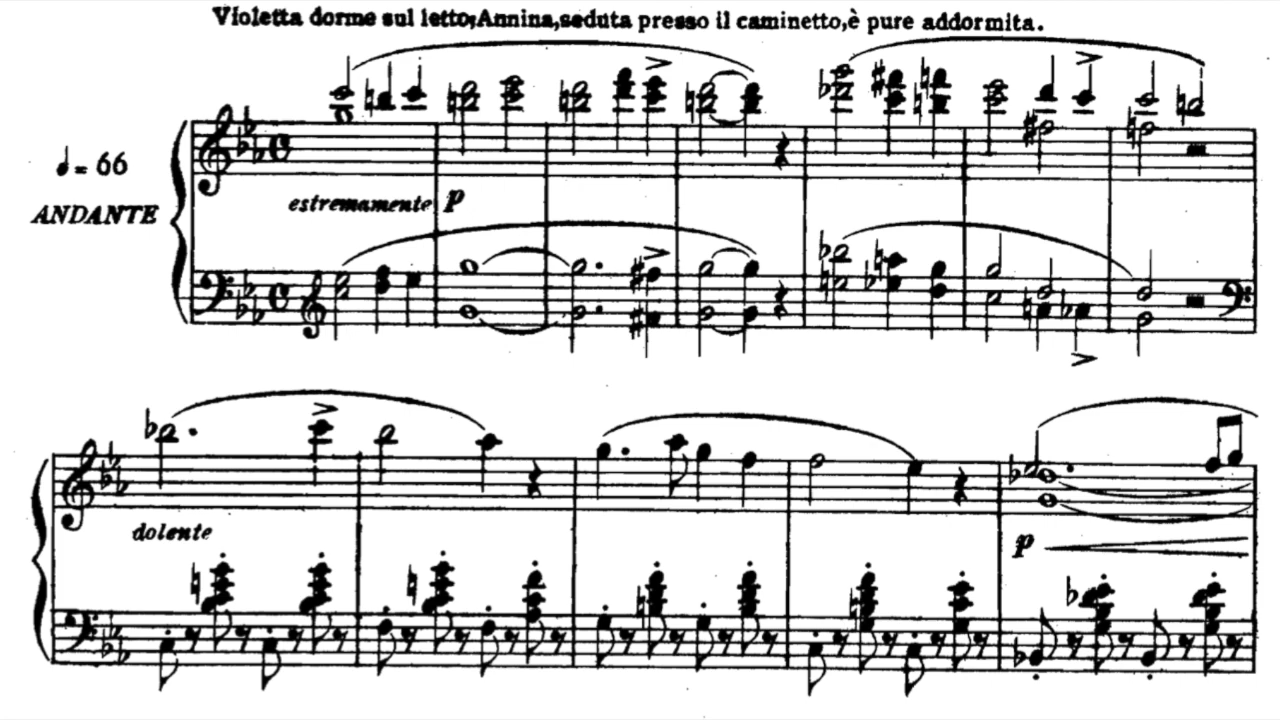 Violetta dorme sul letto; Annina, seduta presso il caminetto, è pure addormita.
♩ = 66
ANDANTE
estremamente p
dolente
p